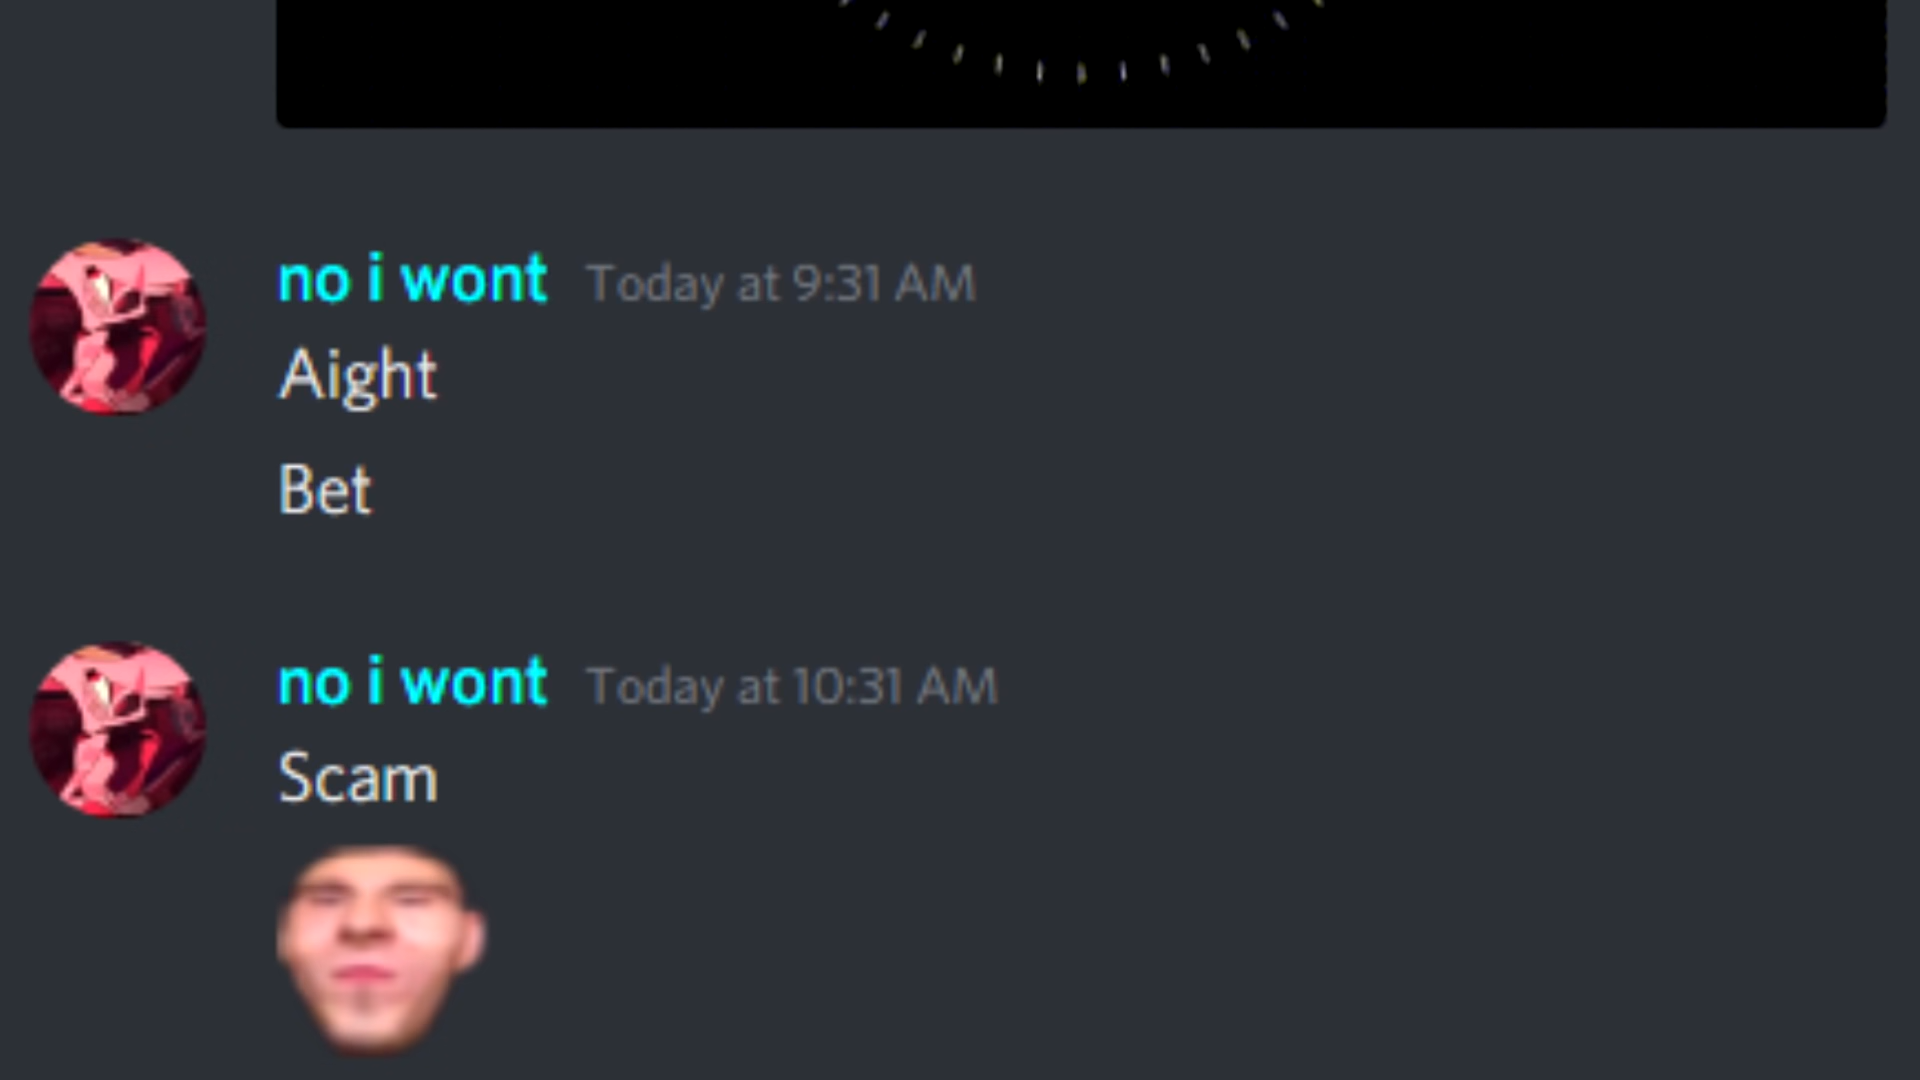 no i wont Today at 9:31 AM
Aight
Bet
no i wont Today at 10:31 AM
Scam